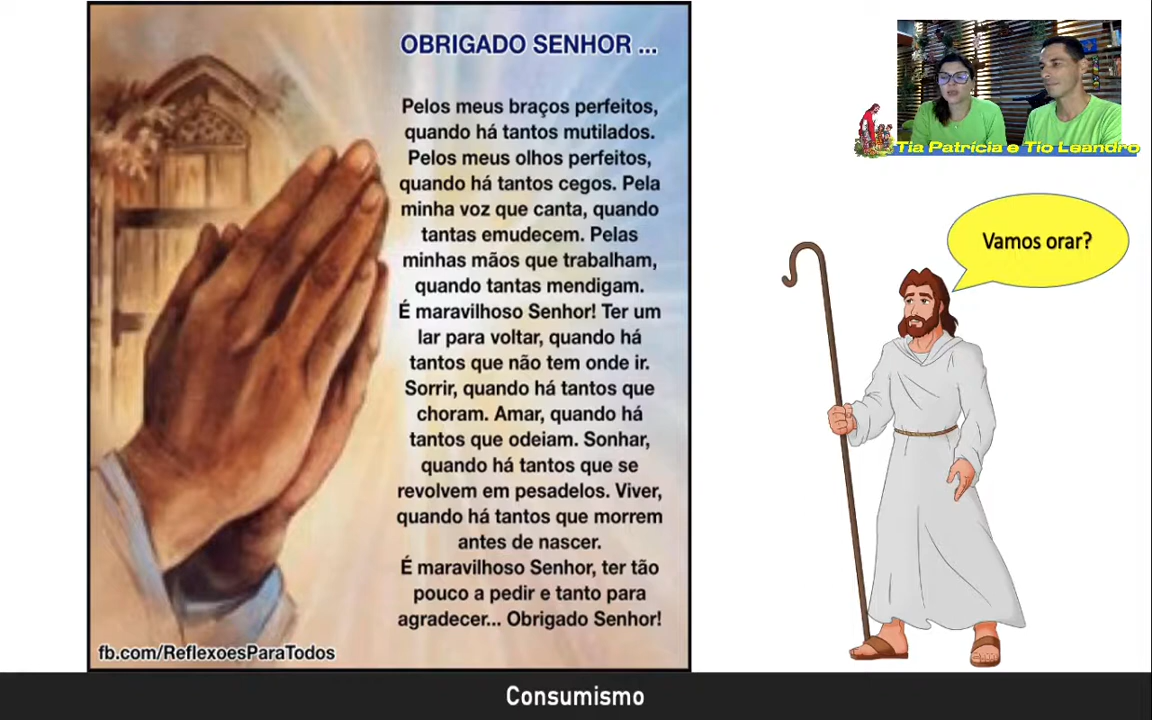 OBRIGADO SENHOR ...
Pelos meus braços perfeitos,
quando há tantos mutilados.
Pelos meus olhos perfeitos,
quando há tantos cegos. Pela
minha voz que canta, quando
tantas emudecem. Pelas
minhas mãos que trabalham,
quando tantas mendigam.
É maravilhoso Senhor! Ter um
lar para voltar, quando há
tantos que não tem onde ir.
Sorrir, quando há tantos que
choram. Amar, quando há
tantos que odeiam. Sonhar,
quando há tantos que se
revolvem em pesadelos. Viver,
quando há tantos que morrem
antes de nascer.
É maravilhoso Senhor, ter tão
pouco a pedir e tanto para
agradecer... Obrigado Senhor!
fb.com/ReflexoesParaTodos
Tia Patrícia e Tio Leandro
Vamos orar?
Consumismo